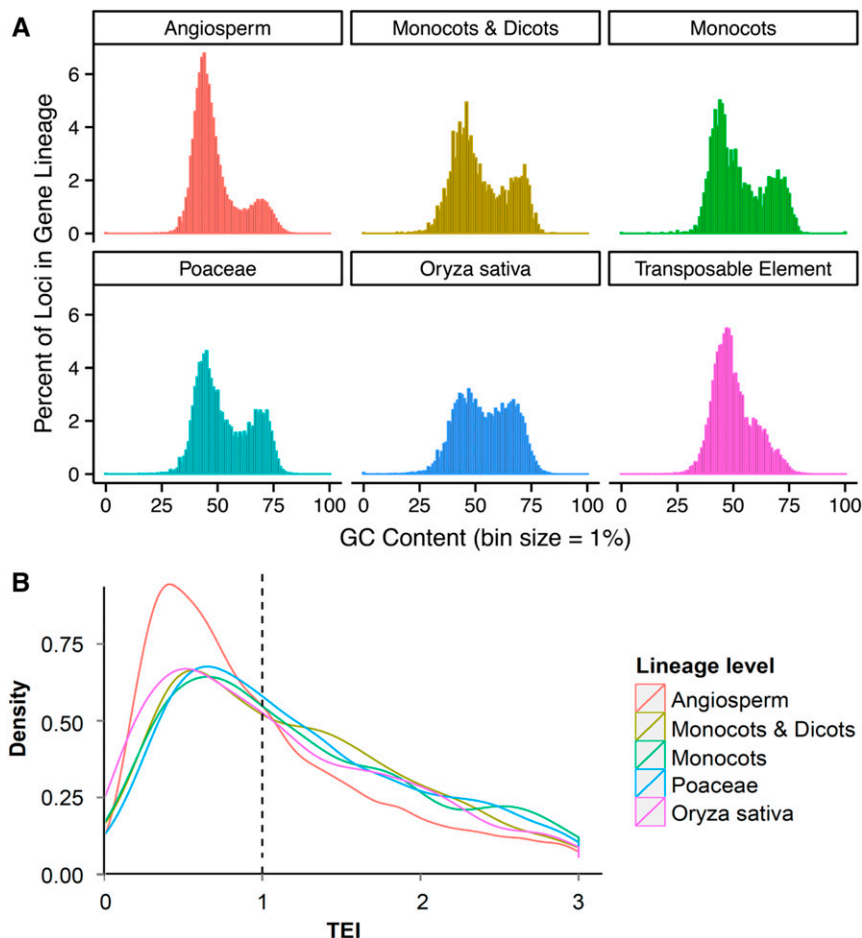 A
Angiosperm
Monocots & Dicots
Monocots
6
4
2
0
Poaceae
Oryza sativa
Transposable Element
6
4
2
0
Percent of Loci in Gene Lineage
0 25 50 75 100
0 25 50 75 100
0 25 50 75 100
GC Content (bin size = 1%)
B
0.75
0.50
0.25
0.00
Density
0 1 2 3
TEI
Lineage level
Angiosperm
Monocots & Dicots
Monocots
Poaceae
Oryza sativa